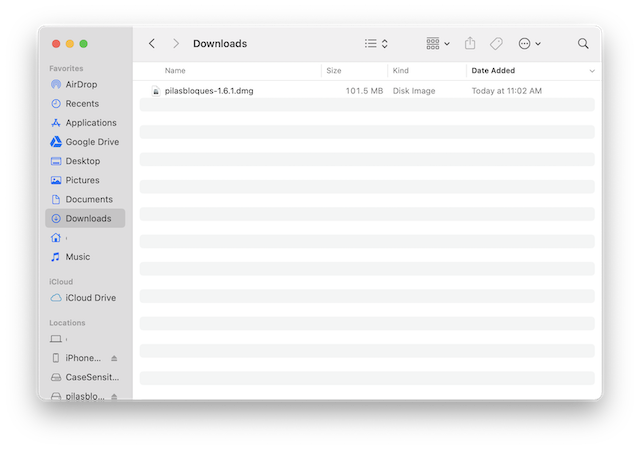 Downloads
Favorites
AirDrop
Recents
Applications
Google Drive
Desktop
Pictures
Documents
Downloads
Music
iCloud
iCloud Drive
Locations
iPhone...
CaseSensit...
pilasblo...
Name Size Kind Date Added
pilasbloques-1.6.1.dmg 101.5 MB Disk Image Today at 11:02 AM